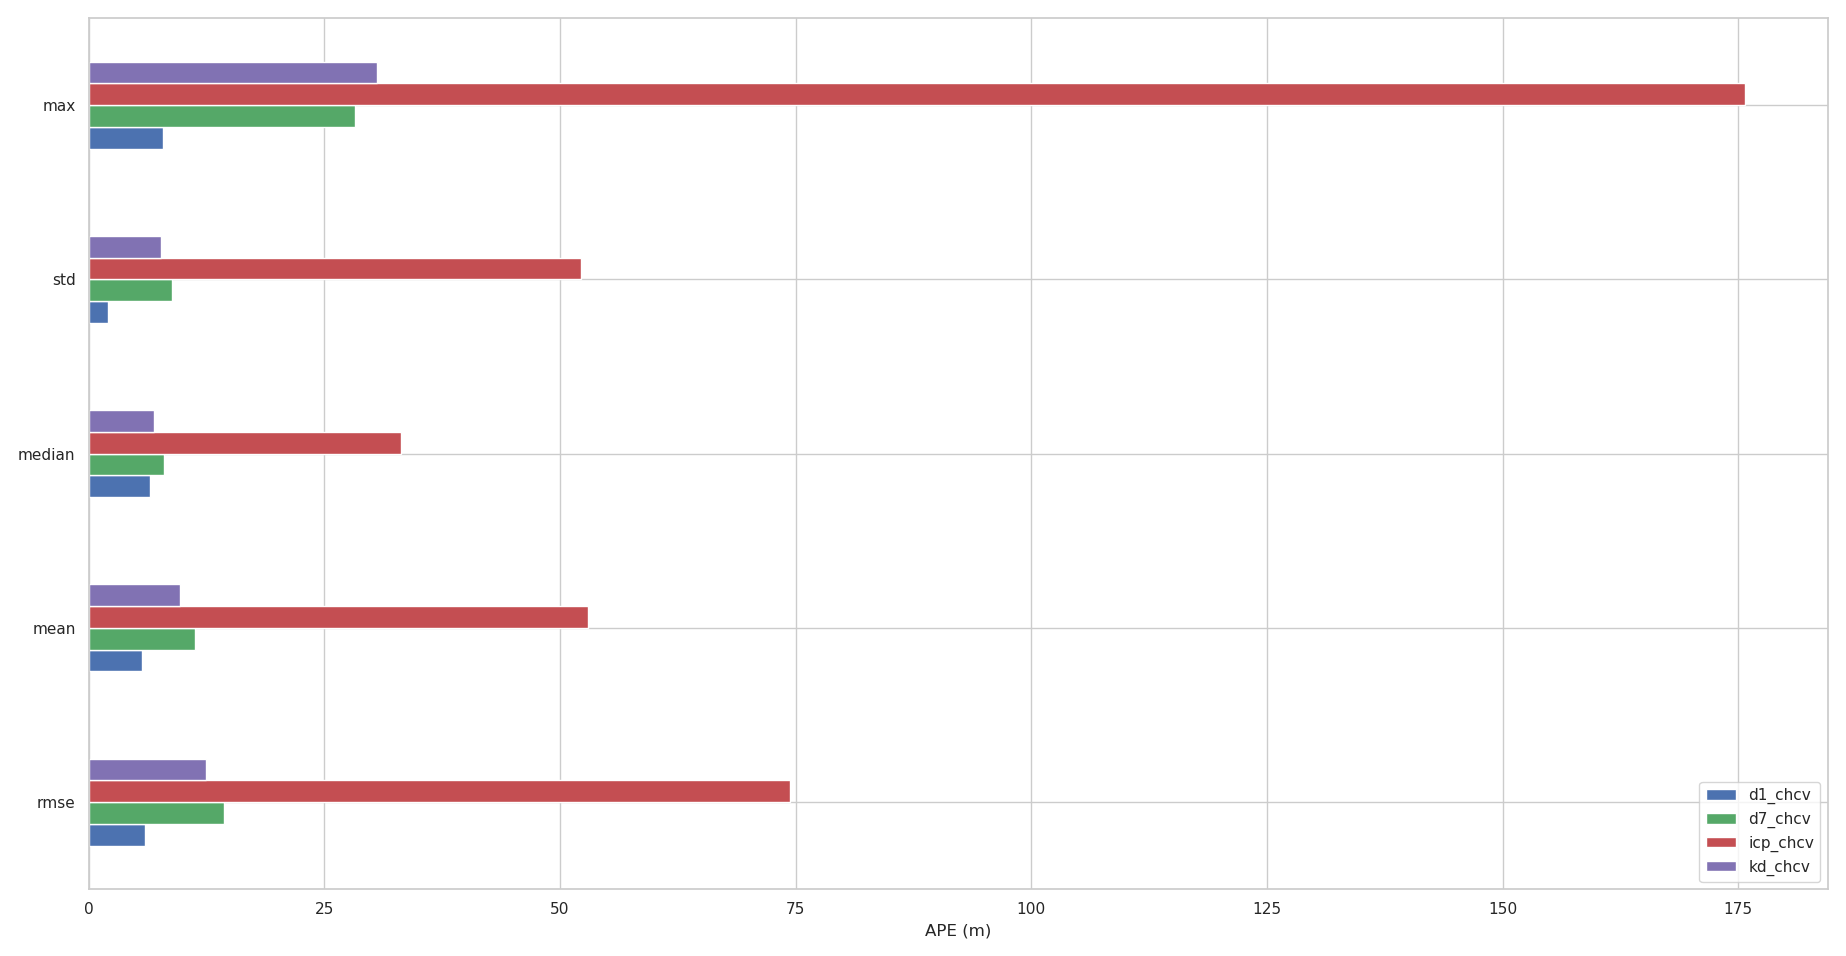 max
std
median
mean
rmse
d1_chcv
d7_chcv
icp_chcv
kd_chcv
0 25 50 75 100 125 150 175
APE (m)